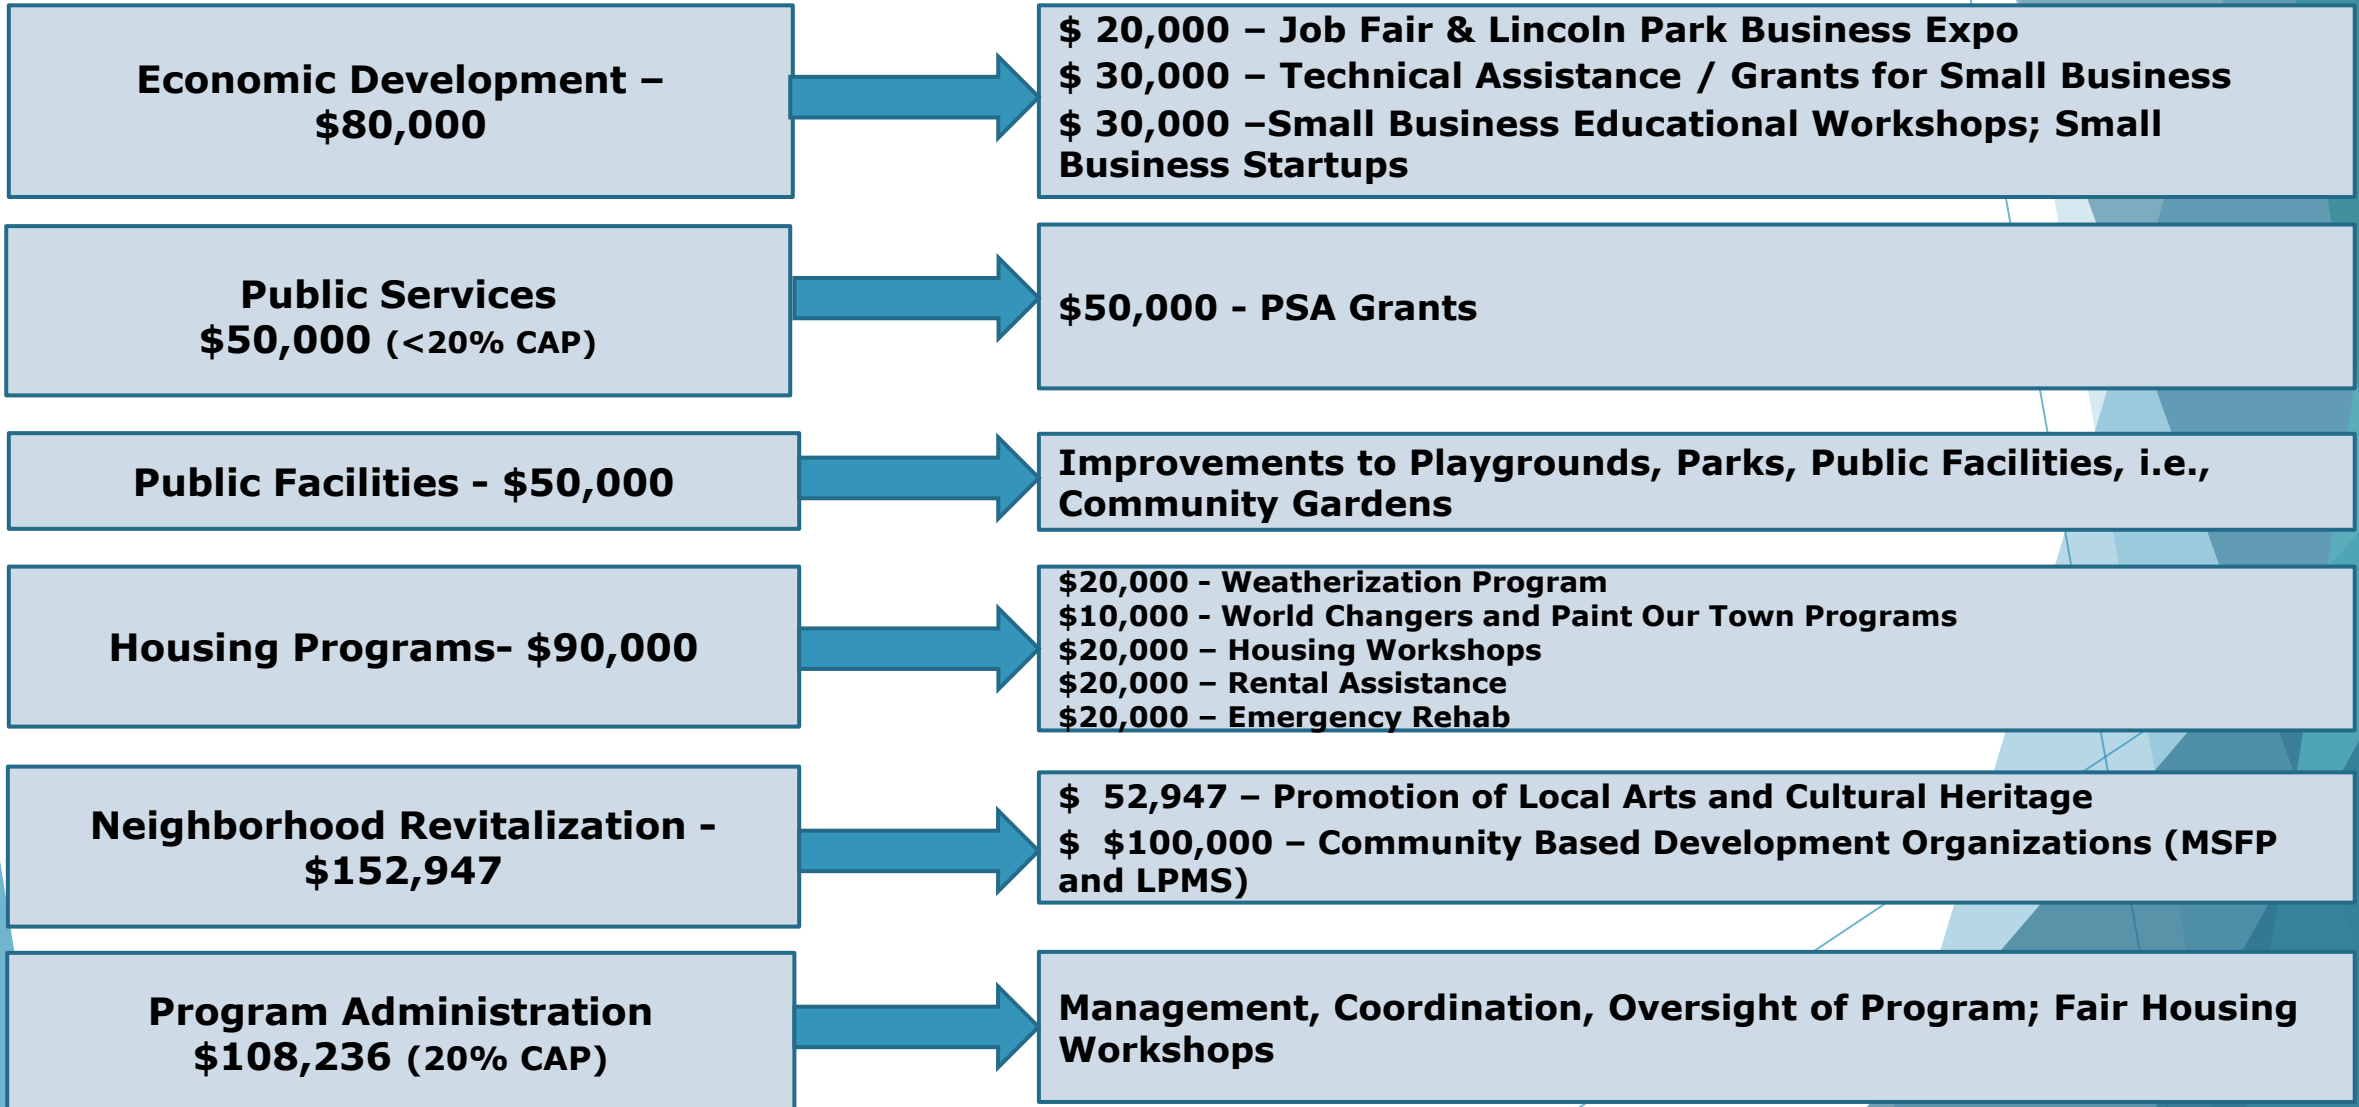 Economic Development –
$80,000
$ 20,000 – Job Fair & Lincoln Park Business Expo
$ 30,000 – Technical Assistance / Grants for Small Business
$ 30,000 –Small Business Educational Workshops; Small
Business Startups
Public Services
$50,000 (<20% CAP)
$50,000 - PSA Grants
Public Facilities - $50,000
Improvements to Playgrounds, Parks, Public Facilities, i.e.,
Community Gardens
Housing Programs- $90,000
$20,000 - Weatherization Program
$10,000 - World Changers and Paint Our Town Programs
$20,000 – Housing Workshops
$20,000 – Rental Assistance
$20,000 – Emergency Rehab
Neighborhood Revitalization -
$152,947
$ 52,947 – Promotion of Local Arts and Cultural Heritage
$ $100,000 – Community Based Development Organizations (MSFP
and LPMS)
Program Administration
$108,236 (20% CAP)
Management, Coordination, Oversight of Program; Fair Housing
Workshops